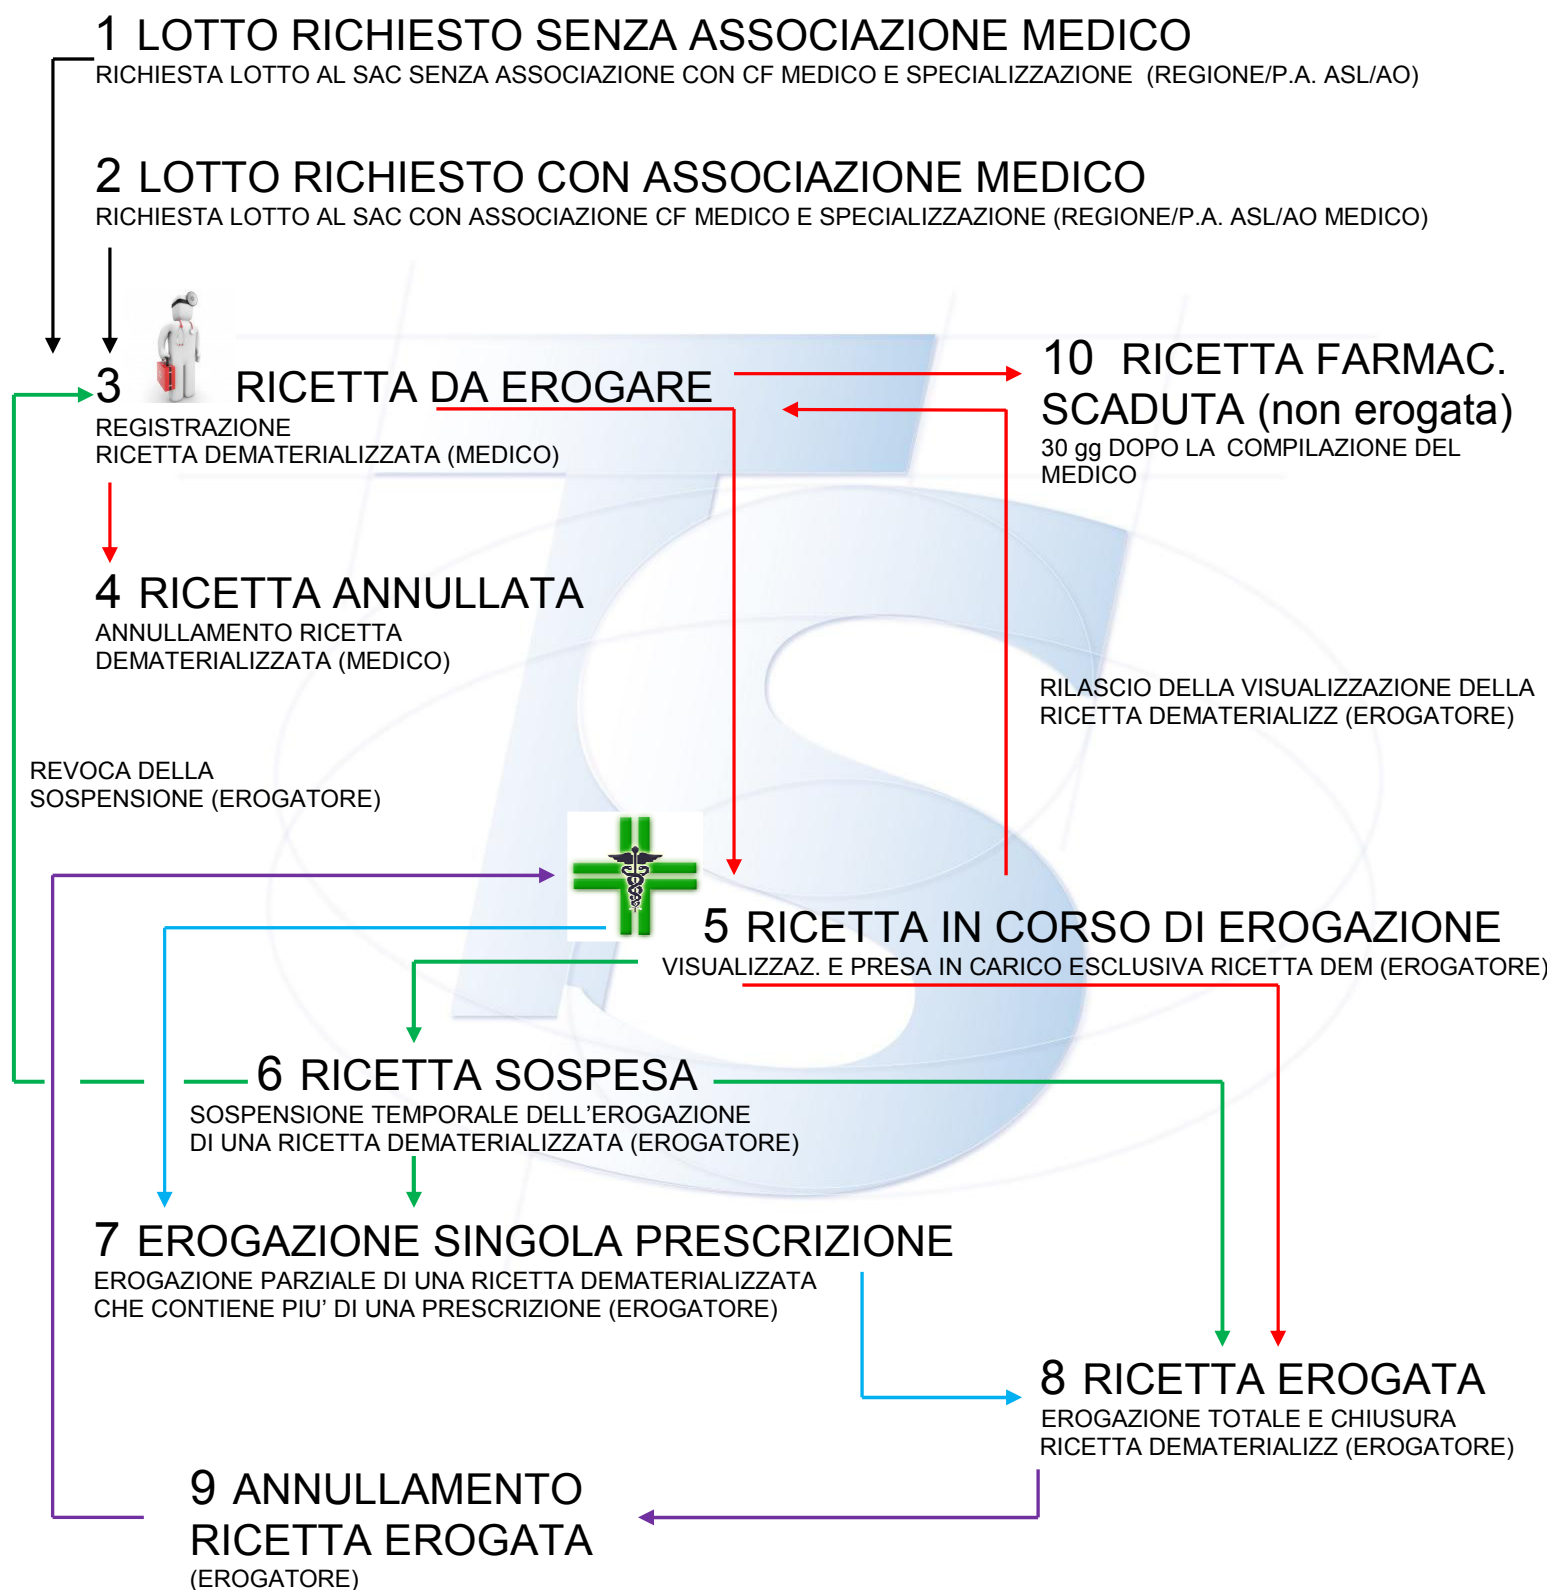 1 LOTTO RICHIESTO SENZA ASSOCIAZIONE MEDICO
RICHIESTA LOTTO AL SAC SENZA ASSOCIAZIONE CON CF MEDICO E SPECIALIZZAZIONE (REGIONE/P.A. ASL/AO)
2 LOTTO RICHIESTO CON ASSOCIAZIONE MEDICO
RICHIESTA LOTTO AL SAC CON ASSOCIAZIONE CF MEDICO E SPECIALIZZAZIONE (REGIONE/P.A. ASL/AO MEDICO)
3 RICETTA DA EROGARE
REGISTRAZIONE
RICETTA DEMATERIALIZZATA (MEDICO)
10 RICETTA FARMAC.
SCADUTA (non erogata)
30 gg DOPO LA COMPILAZIONE DEL
MEDICO
4 RICETTA ANNULLATA
ANNULLAMENTO RICETTA
DEMATERIALIZZATA (MEDICO)
RILASCIO DELLA VISUALIZZAZIONE DELLA
RICETTA DEMATERIALIZZ (EROGATORE)
REVOCA DELLA
SOSPENSIONE (EROGATORE)
5 RICETTA IN CORSO DI EROGAZIONE
VISUALIZZAZ. E PRESA IN CARICO ESCLUSIVA RICETTA DEM (EROGATORE)
6 RICETTA SOSPESA
SOSPENSIONE TEMPORALE DELL'EROGAZIONE
DI UNA RICETTA DEMATERIALIZZATA (EROGATORE)
7 EROGAZIONE SINGOLA PRESCRIZIONE
EROGAZIONE PARZIALE DI UNA RICETTA DEMATERIALIZZATA
CHE CONTIENE PIU' DI UNA PRESCRIZIONE (EROGATORE)
8 RICETTA EROGATA
EROGAZIONE TOTALE E CHIUSURA
RICETTA DEMATERIALIZZ (EROGATORE)
9 ANNULLAMENTO
RICETTA EROGATA
(EROGATORE)
TS